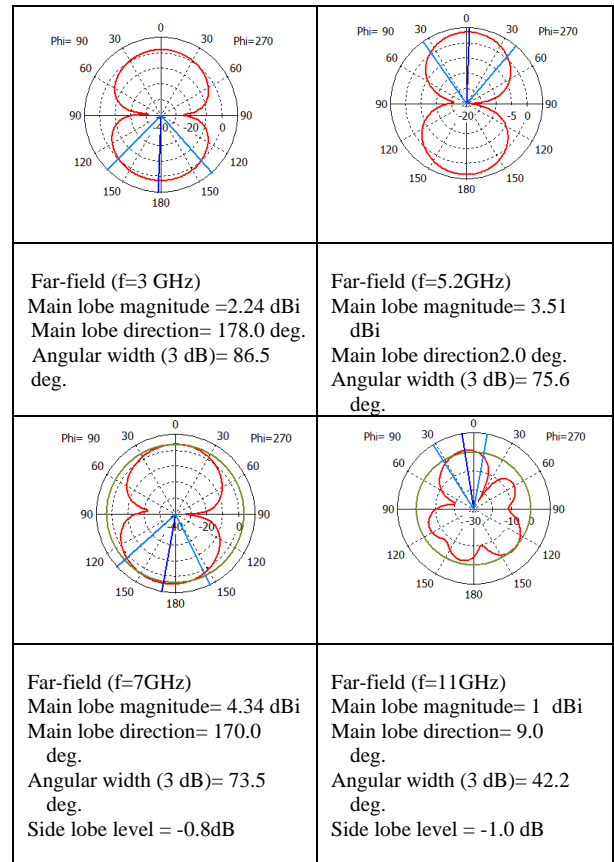 0
Phi= 90 30 30 Phi=270
60 60
90 -40 -20 0 90
120 120
150 150
180
0
Phi= 90 30 30 Phi=270
60 60
90 -20 -5 0 90
120 120
150 150
180
Far-field (f=3 GHz)
Main lobe magnitude =2.24 dBi
Main lobe direction= 178.0 deg.
Angular width (3 dB)= 86.5
deg.
Far-field (f=5.2GHz)
Main lobe magnitude= 3.51
dBi
Main lobe direction2.0 deg.
Angular width (3 dB)= 75.6
deg.
0
Phi= 90 30 30 Phi=270
60 60
90 -40 -20 0 90
120 120
150 150
180
0
Phi= 90 30 30 Phi=270
60 60
90 -30 -10 0 90
120 120
150 150
180
Far-field (f=7GHz)
Main lobe magnitude= 4.34 dBi
Main lobe direction= 170.0
deg.
Angular width (3 dB)= 73.5
deg.
Side lobe level = -0.8dB
Far-field (f=11GHz)
Main lobe magnitude= 1 dBi
Main lobe direction= 9.0
deg.
Angular width (3 dB)= 42.2
deg.
Side lobe level = -1.0 dB